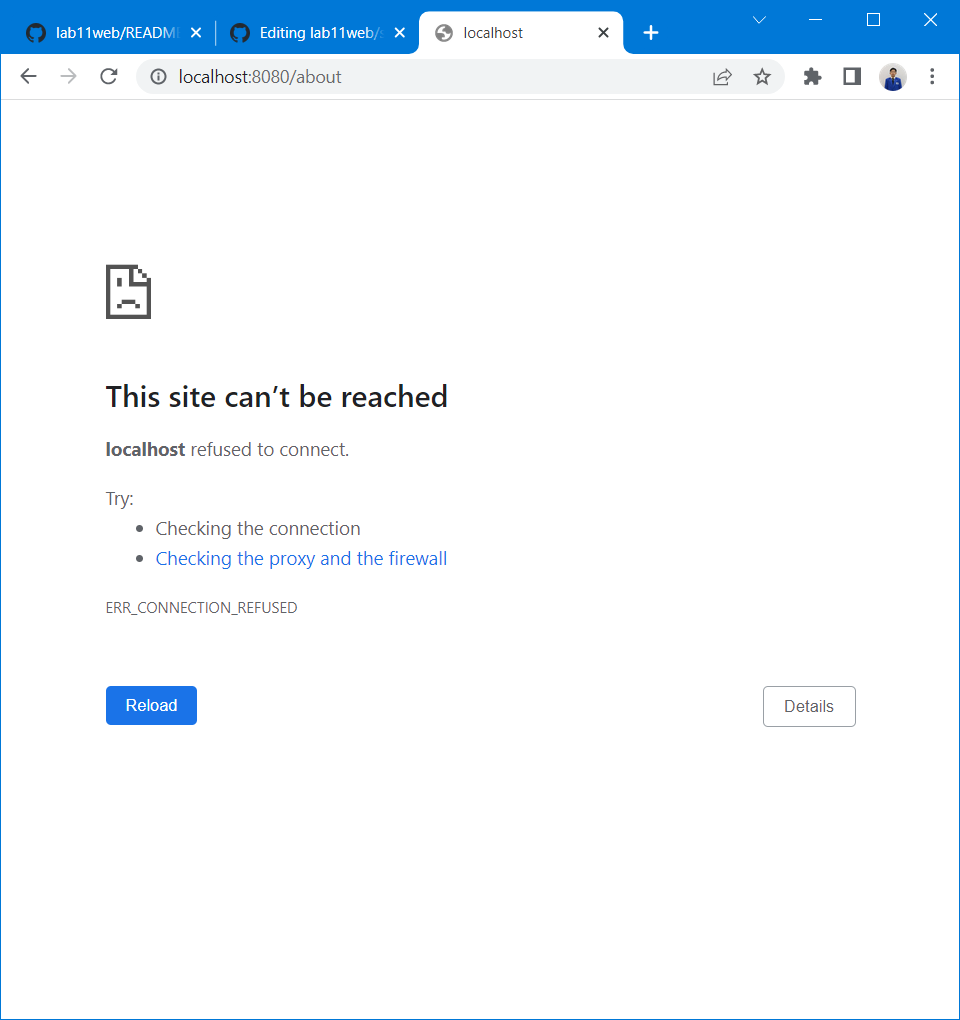 lab11web/READM
Editing lab11web/s
localhost
localhost:8080/about
This site can’t be reached
localhost refused to connect.
Try:
Checking the connection
Checking the proxy and the firewall
ERR_CONNECTION_REFUSED
Reload
Details